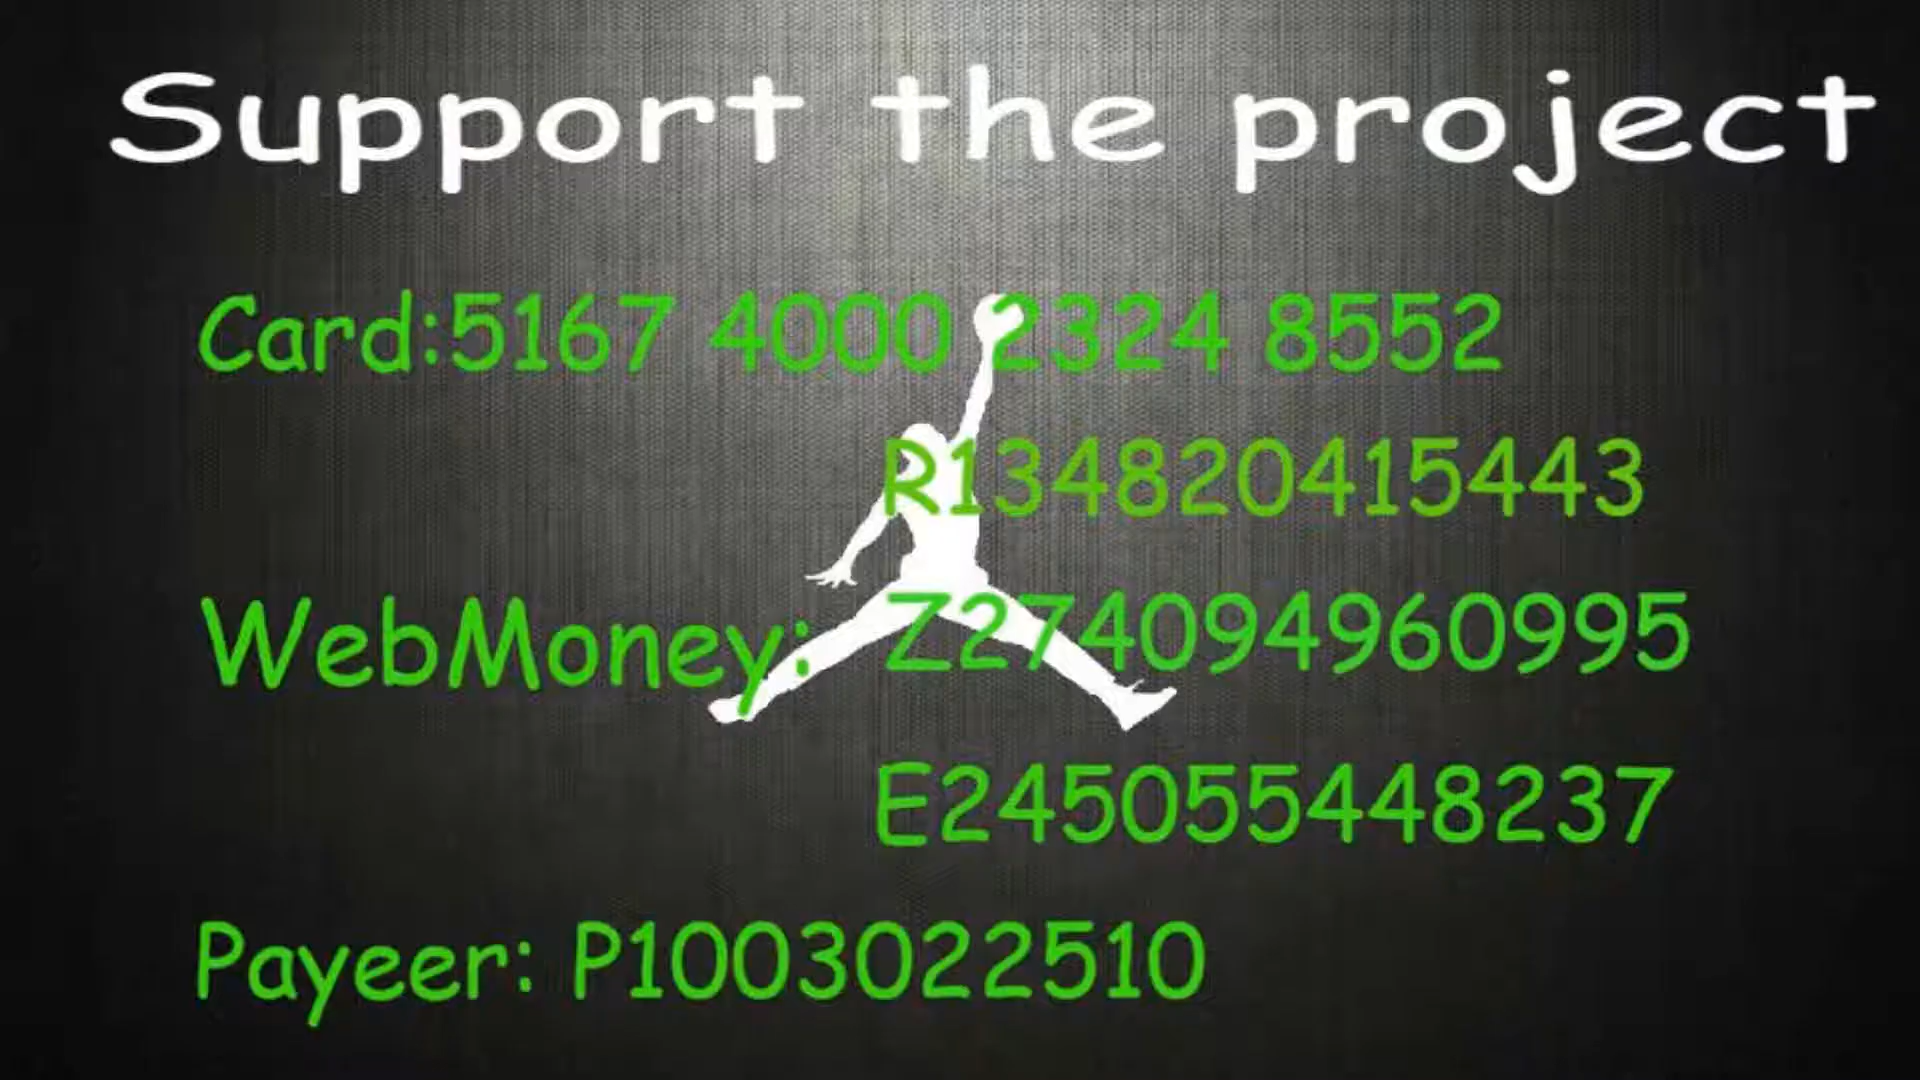 Support the project
Card:5167 4000 2324 8552
R134820415443
WebMoney: Z274094960995
E245055448237
Payeer: P1003022510